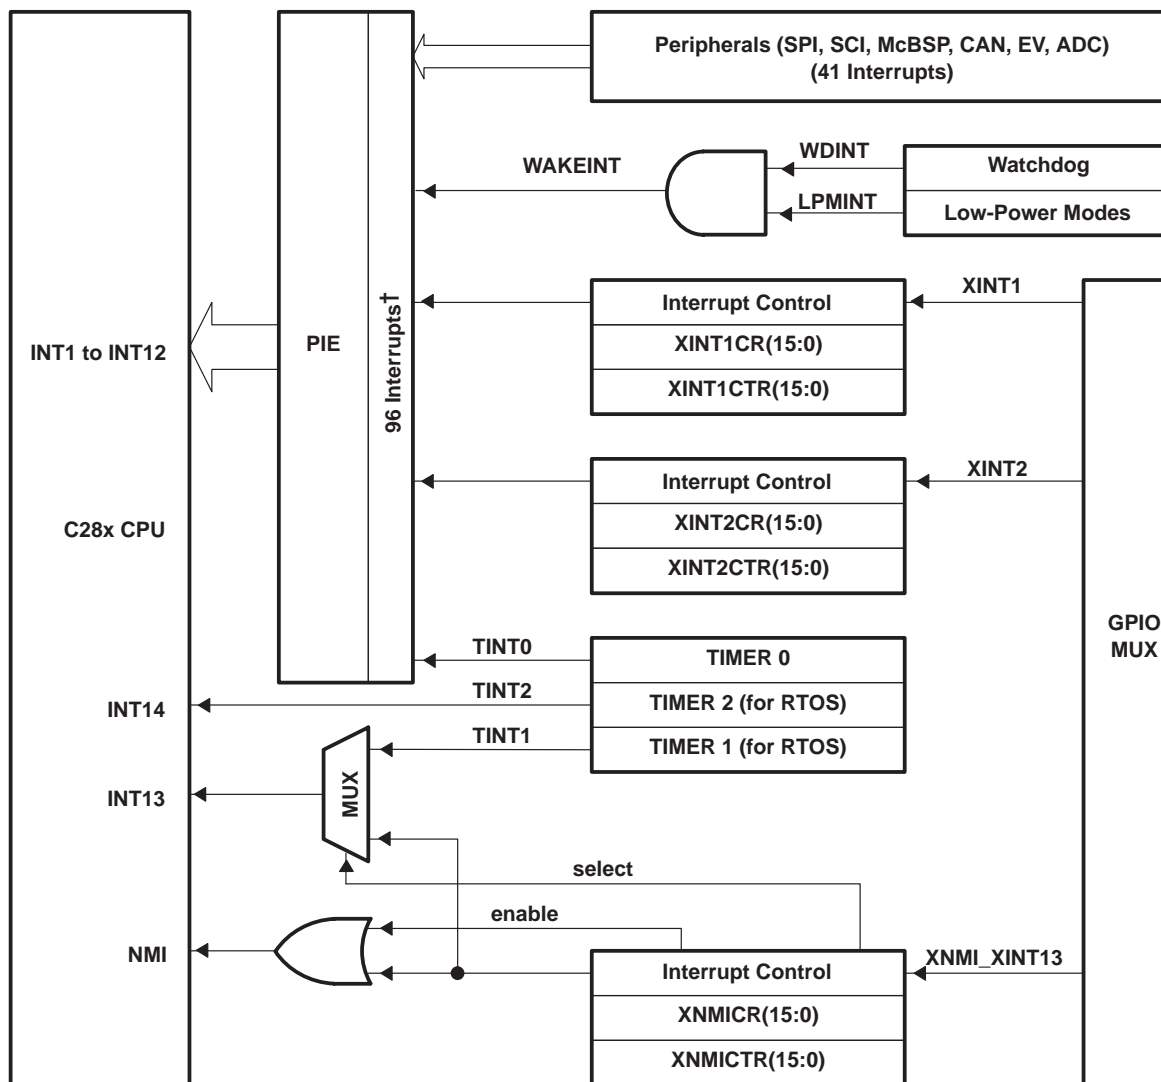 Peripherals (SPI, SCI, McBSP, CAN, EV, ADC)
(41 Interrupts)
WDINT
WAKEINT
Watchdog
LPMINT
Low-Power Modes
XINT1
Interrupt Control
96 Interrupts†
INT1 to INT12
PIE
XINT1CR(15:0)
XINT1CTR(15:0)
XINT2
Interrupt Control
C28x CPU
XINT2CR(15:0)
XINT2CTR(15:0)
GPIO
MUX
TINT0
TIMER 0
INT14
TINT2
TIMER 2 (for RTOS)
TINT1
TIMER 1 (for RTOS)
INT13
MUX
select
enable
NMI
XNMI_XINT13
Interrupt Control
XNMICR(15:0)
XNMICTR(15:0)